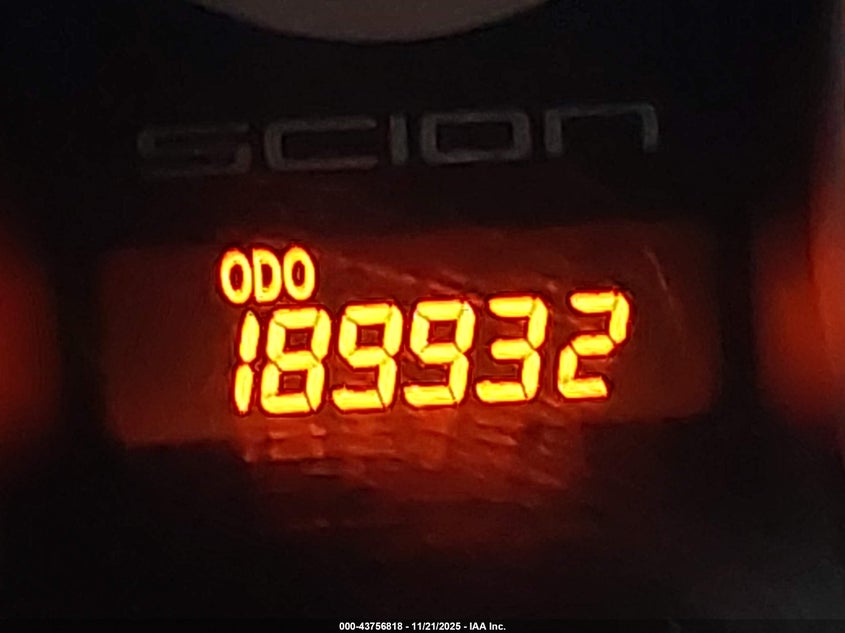 SCION
ODO
189932
000-43756818 - 11/21/2025 - IAA Inc.